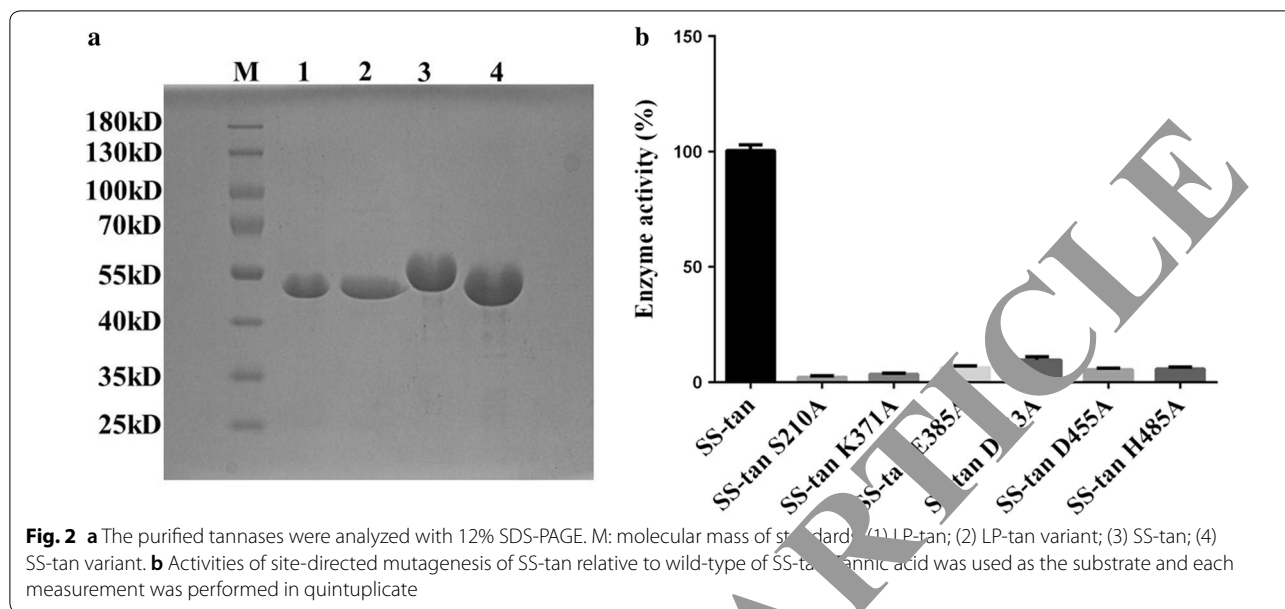 a
M 1 2 3 4
180kD
130kD
100kD
70kD
55kD
40kD
35kD
25kD
b
Enzyme activity (%)
150
100
50
0
SS-tan
SS-tan S210A
SS-tan K371A
E385A
D455A
SS-tan D455A
SS-tan H485A
ARTICLE
Fig. 2 a The purified tannases were analyzed with 12% SDS-PAGE. M: molecular mass of (1) LP-tan; (2) LP-tan variant; (3) SS-tan; (4)
SS-tan variant. b Activities of site-directed mutagenesis of SS-tan relative to wild-type of acid was used as the substrate and each
measurement was performed in quintuplicate